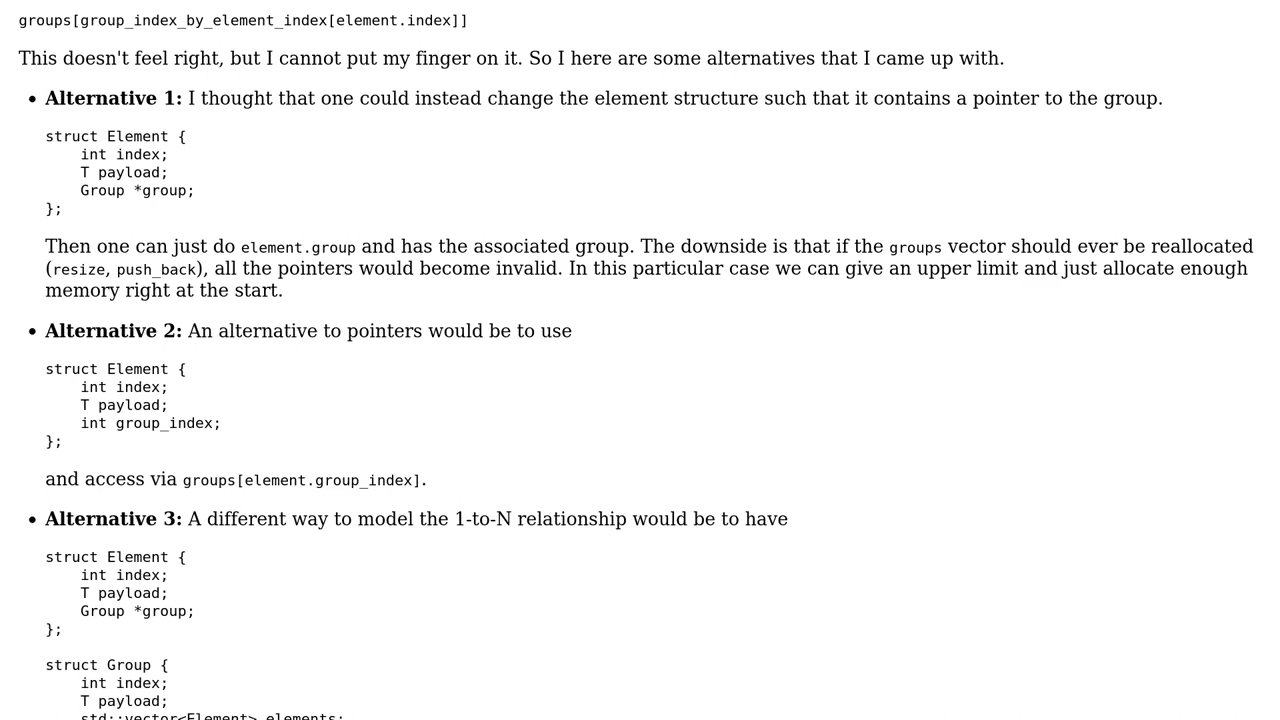 groups[group_index_by_element_index[element.index]]
This doesn't feel right, but I cannot put my finger on it. So I here are some alternatives that I came up with.
• Alternative 1: I thought that one could instead change the element structure such that it contains a pointer to the group.
struct Element {
    int index;
    T payload;
    Group *group;
};
Then one can just do element.group and has the associated group. The downside is that if the groups vector should ever be reallocated
(resize, push_back), all the pointers would become invalid. In this particular case we can give an upper limit and just allocate enough
memory right at the start.
• Alternative 2: An alternative to pointers would be to use
struct Element {
    int index;
    T payload;
    int group_index;
};
and access via groups[element.group_index].
• Alternative 3: A different way to model the 1-to-N relationship would be to have
struct Element {
    int index;
    T payload;
    Group *group;
};
struct Group {
    int index;
    T payload;
    std::vector<Element> elements;